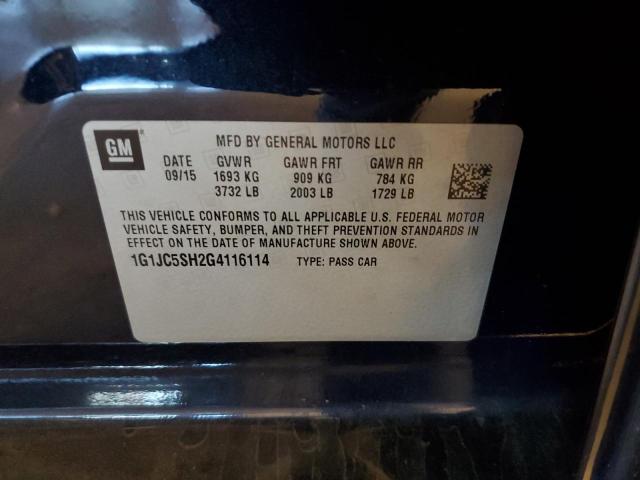 GM
MFD BY GENERAL MOTORS LLC
DATE GVWR GAWR FRT GAWR RR
09/15 1693 KG 909 KG 784 KG
3732 LB 2003 LB 1729 LB
THIS VEHICLE CONFORMS TO ALL APPLICABLE U.S. FEDERAL MOTOR
VEHICLE SAFETY, BUMPER, AND THEFT PREVENTION STANDARDS IN
EFFECT ON THE DATE OF MANUFACTURE SHOWN ABOVE.
1G1JC5SH2G4116114 TYPE: PASS CAR